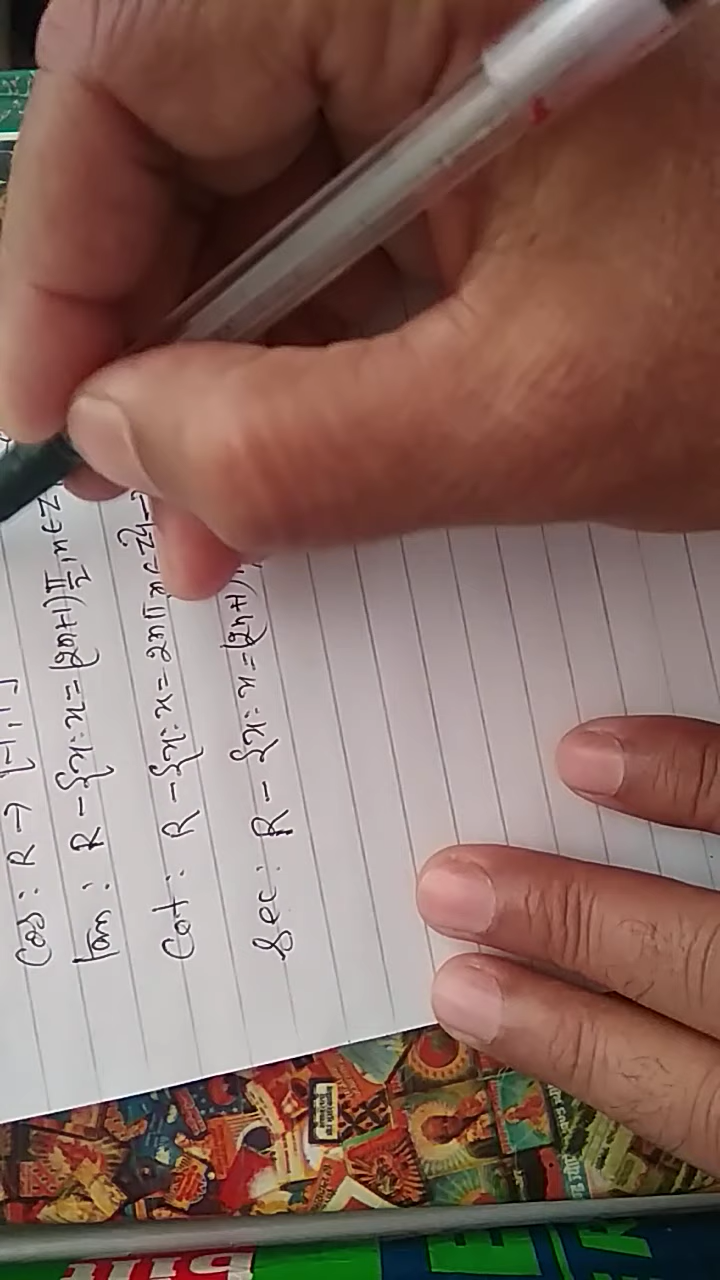 Cos : R → [-1, 1]
tan : R - {x : x = (2n+1) π/2, n ∈ Z
Cot : R - {x : x = 2nπ, n ∈ Z} →
Sec : R - {x : x = (2n+1)